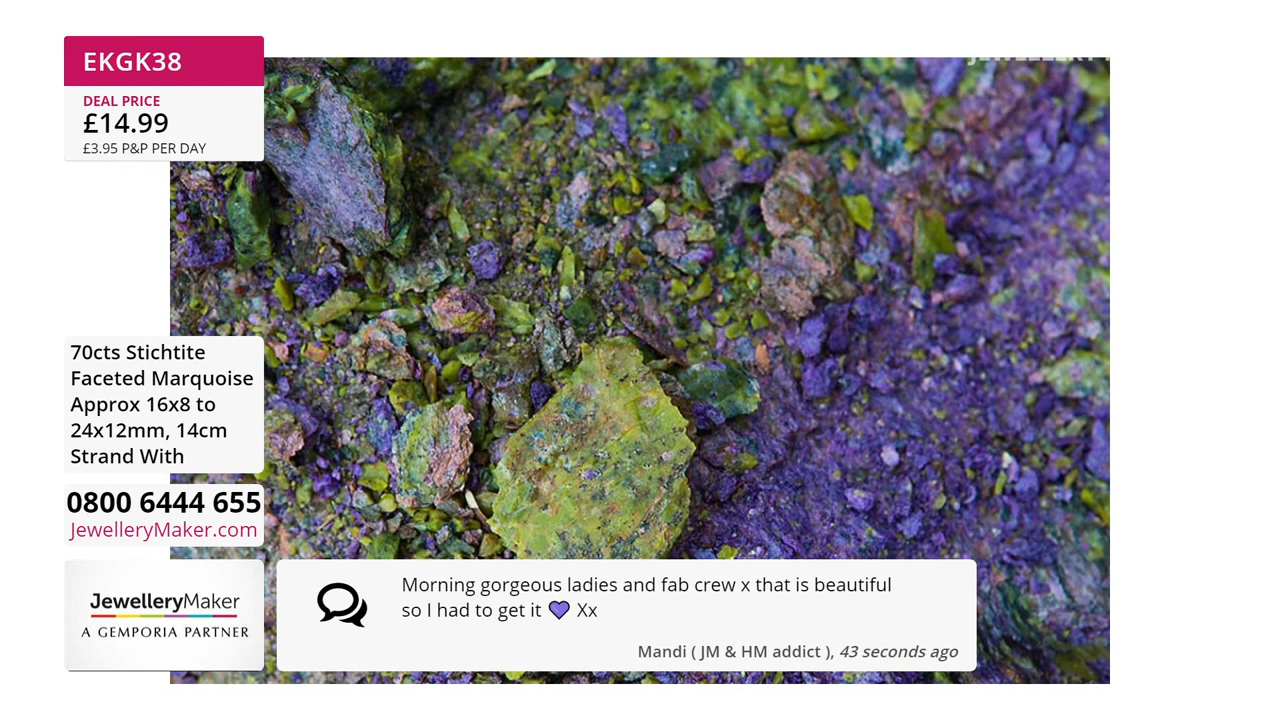 EKGK38
DEAL PRICE
£14.99
£3.95 P&P PER DAY
70cts Stichtite
Faceted Marquoise
Approx 16x8 to
24x12mm, 14cm
Strand With
0800 6444 655
JewelleryMaker.com
JewelleryMaker
A GEMPORIA PARTNER
Morning gorgeous ladies and fab crew x that is beautiful
so I had to get it 💜 Xx
Mandi ( JM & HM addict ), 43 seconds ago